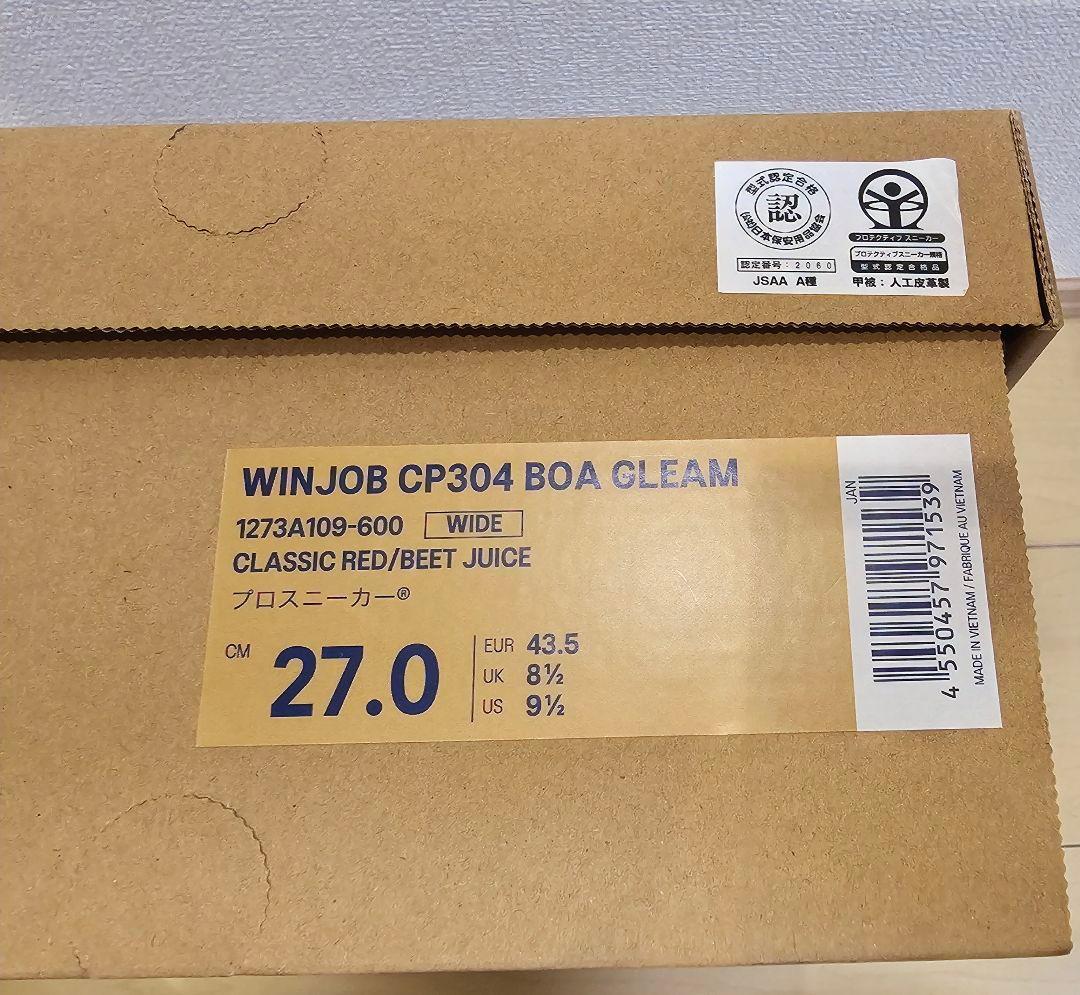 型式認定合格
認
(公社)日本保安用品協会
認定番号：2060
JSAA A種
プロテクティブ スニーカー
プロテクティブスニーカー規格
型式認定合格品
甲被：人工皮革製
WINJOB CP304 BOA GLEAM
1273A109-600 WIDE
CLASSIC RED/BEET JUICE
プロスニーカー®
CM 27.0
EUR 43.5
UK 8½
US 9½
JAN
4 550457 971539
MADE IN VIETNAM / FABRIQUE AU VIETNAM